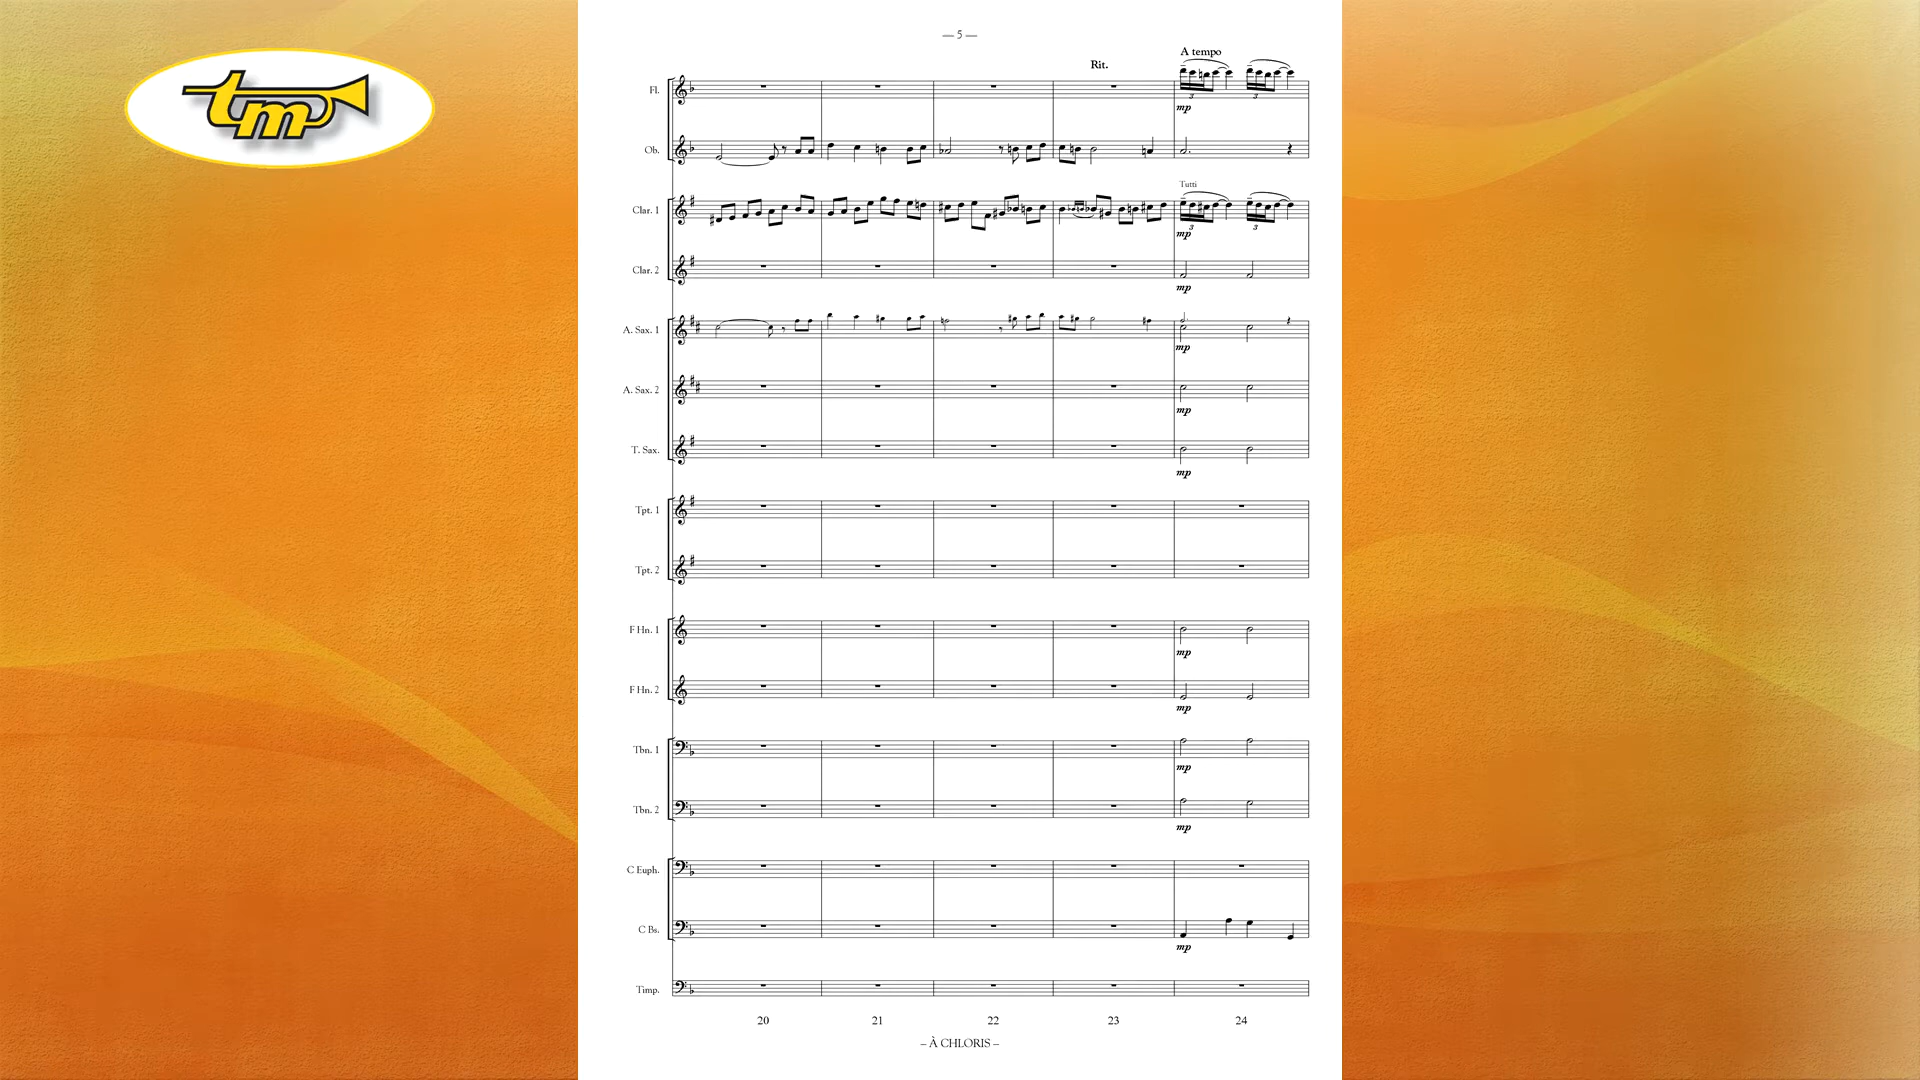 tm
— 5 —
A tempo
Rit.
Fl.
3
3
mp
Ob.
Tutti
Clar. 1
3
3
mp
Clar. 2
mp
A. Sax. 1
mp
A. Sax. 2
mp
T. Sax.
mp
Tpt. 1
Tpt. 2
F Hn. 1
mp
F Hn. 2
mp
Tbn. 1
mp
Tbn. 2
mp
C Euph.
C Bs.
mp
Timp.
20 21 22 23 24
– À CHLORIS –